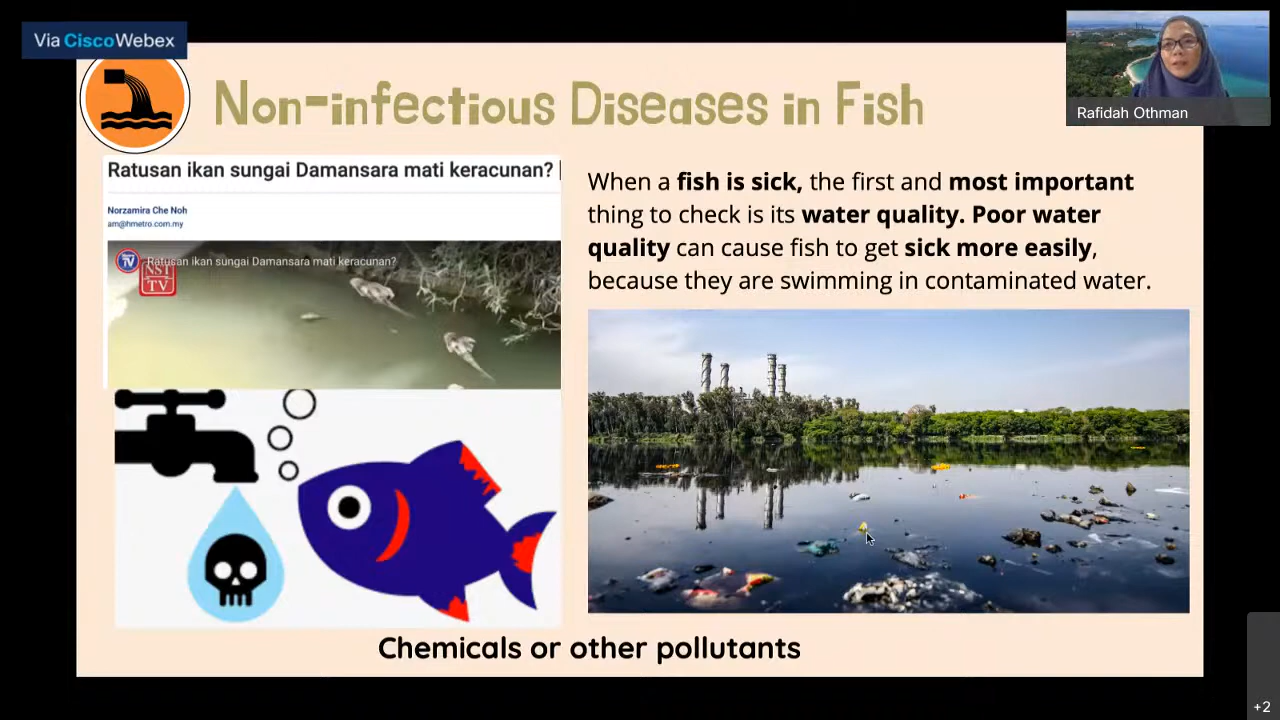 Via CiscoWebex
Non-infectious Diseases in Fish
Rafidah Othman
Ratusan ikan sungai Damansara mati keracunan?
Norzamira Che Noh
am@hmetro.com.my
Ratusan ikan sungai Damansara mati keracunan?
NST
TV
When a fish is sick, the first and most important
thing to check is its water quality. Poor water
quality can cause fish to get sick more easily,
because they are swimming in contaminated water.
Chemicals or other pollutants
+2